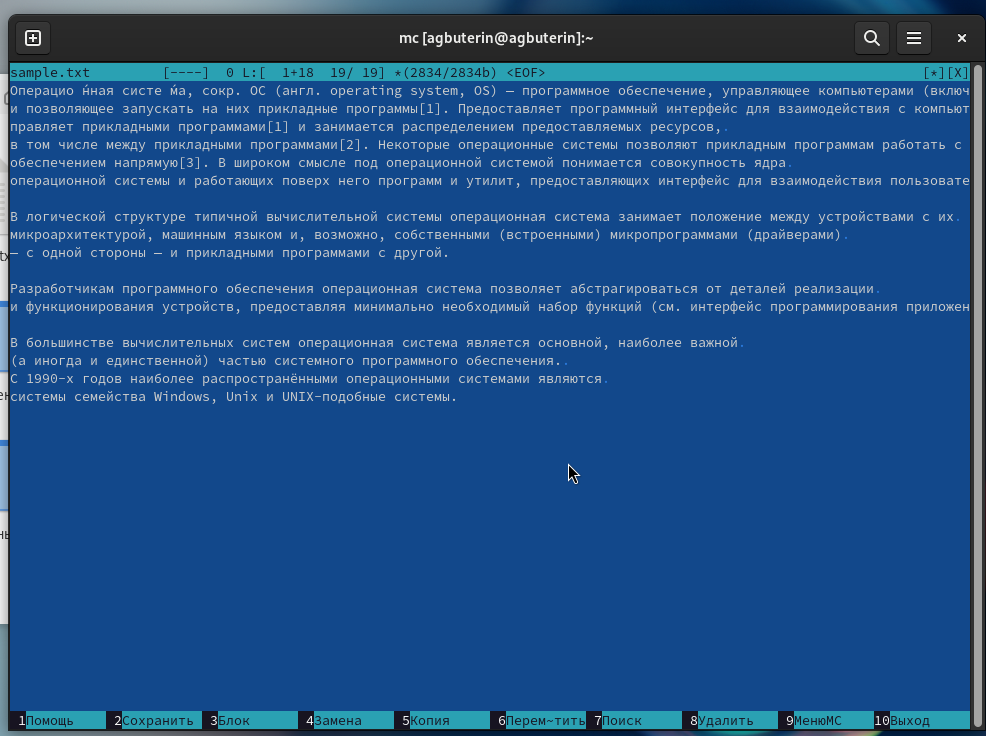 mc [agbuterin@agbuterin]:~
sample.txt [----] 0 L:[ 1+18 19/ 19] *(2834/2834b) <EOF> [*][X]
Операцио́нная систе́ма, сокр. ОС (англ. operating system, OS) — программное обеспечение, управляющее компьютерами (включ
и позволяющее запускать на них прикладные программы[1]. Предоставляет программный интерфейс для взаимодействия с компьют
правляет прикладными программами[1] и занимается распределением предоставляемых ресурсов,.
в том числе между прикладными программами[2]. Некоторые операционные системы позволяют прикладным программам работать с
обеспечением напрямую[3]. В широком смысле под операционной системой понимается совокупность ядра.
операционной системы и работающих поверх него программ и утилит, предоставляющих интерфейс для взаимодействия пользовате
В логической структуре типичной вычислительной системы операционная система занимает положение между устройствами с их.
микроархитектурой, машинным языком и, возможно, собственными (встроенными) микропрограммами (драйверами).
— с одной стороны — и прикладными программами с другой.
Разработчикам программного обеспечения операционная система позволяет абстрагироваться от деталей реализации.
и функционирования устройств, предоставляя минимально необходимый набор функций (см. интерфейс программирования приложен
В большинстве вычислительных систем операционная система является основной, наиболее важной.
(а иногда и единственной) частью системного программного обеспечения..
С 1990-х годов наиболее распространёнными операционными системами являются.
системы семейства Windows, Unix и UNIX-подобные системы.
1Помощь 2Сохранить 3Блок 4Замена 5Копия 6Перем~тить 7Поиск 8Удалить 9МенюMC 10Выход